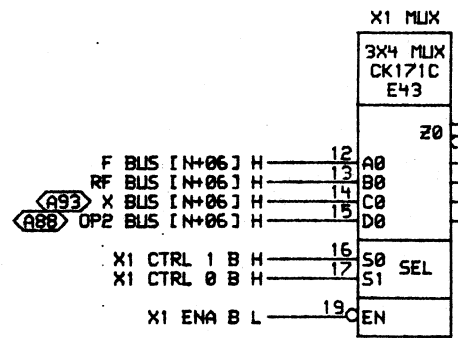 X1 MUX
3X4 MUX
CK171C
E43
Z0
F BUS [N+06] H 12 A0
RF BUS [N+06] H 13 B0
A93 X BUS [N+06] H 14 C0
A88 OP2 BUS [N+06] H 15 D0
X1 CTRL 1 B H 16 S0
SEL
X1 CTRL 0 B H 17 S1
X1 ENA B L 19 EN